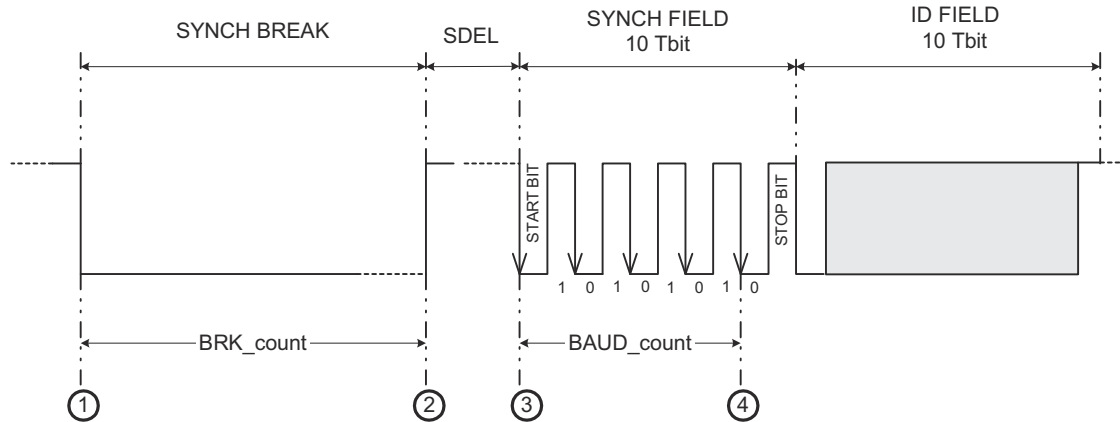 SYNCH BREAK
SDEL
SYNCH FIELD
10 Tbit
ID FIELD
10 Tbit
START BIT
STOP BIT
1 0 1 0 1 0 1 0
BRK_count
BAUD_count
1
2
3
4